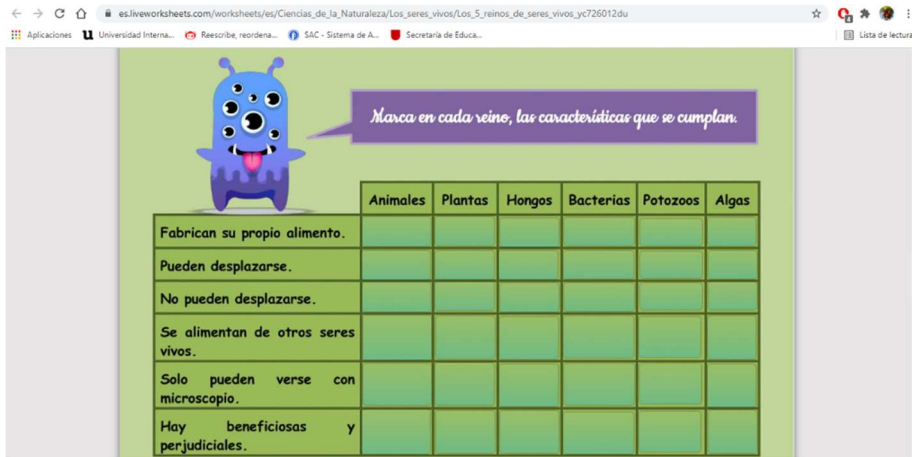 es.liveworksheets.com/worksheets/es/Ciencias_de_la_Naturaleza/Los_seres_vivos/Los_5_reinos_de_seres_vivos_yc726012du
Aplicaciones Universidad Interna... Reescribe, reordena... SAC - Sistema de A... Secretaría de Educa... Lista de lectura
Marca en cada reino, las características que se cumplan.
Animales Plantas Hongos Bacterias Potozoos Algas
Fabrican su propio alimento.
Pueden desplazarse.
No pueden desplazarse.
Se alimentan de otros seres
vivos.
Solo pueden verse con
microscopio.
Hay beneficiosas y
perjudiciales.